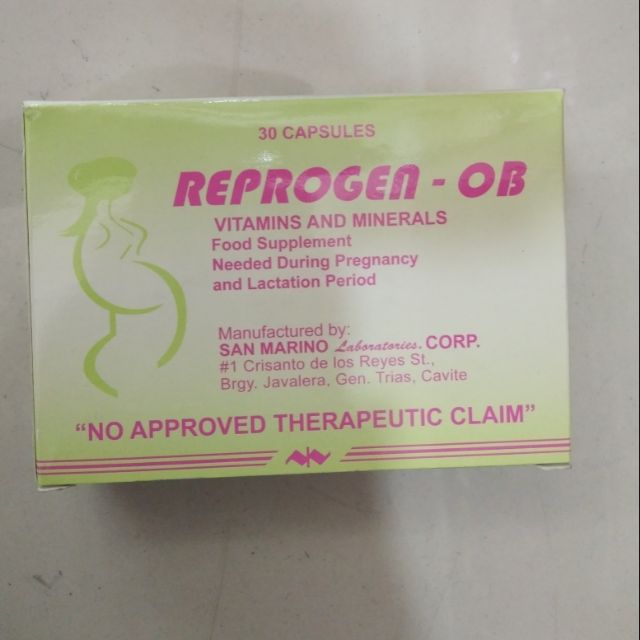 30 CAPSULES
REPROGEN - OB
VITAMINS AND MINERALS
Food Supplement
Needed During Pregnancy
and Lactation Period
Manufactured by:
SAN MARINO Laboratories. CORP.
#1 Crisanto de los Reyes St.,
Brgy. Javalera, Gen. Trias, Cavite
"NO APPROVED THERAPEUTIC CLAIM"